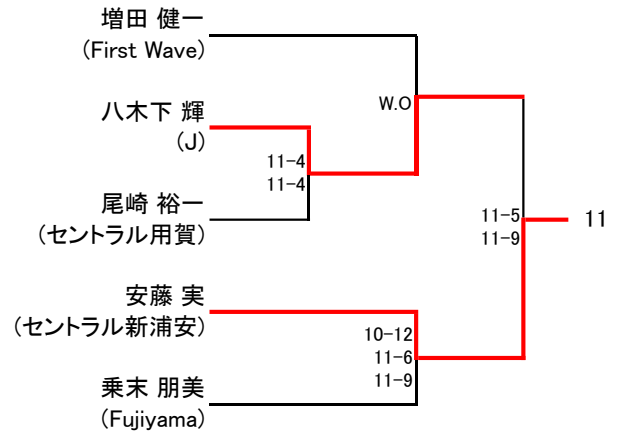 増田 健一
(First Wave)
W.O
八木下 輝
(J)
11-4
11-4
尾崎 裕一
(セントラル用賀)
11-5
11-9
11
安藤 実
(セントラル新浦安)
10-12
11-6
11-9
乗末 朋美
(Fujiyama)